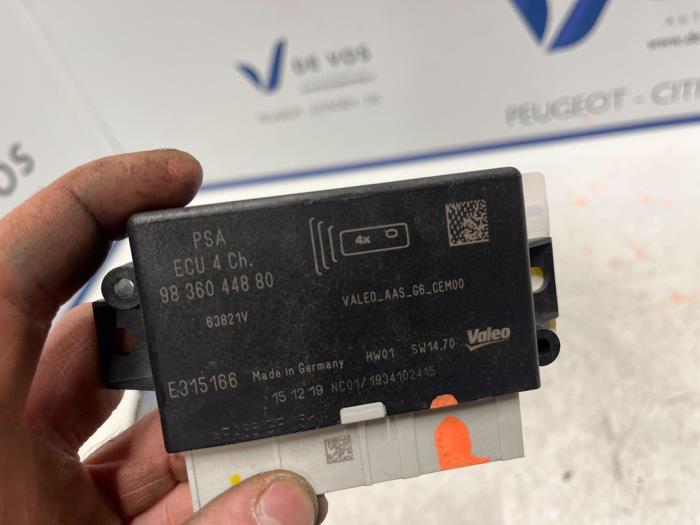 DE VOS
PEUGEOT - CIT
VOS
PSA
ECU 4 Ch.
98 360 448 80
4x
VALEO_AAS_G6_CEM00
63821V
HW01 SW14.70 Valeo
E315166 Made in Germany
15 12 19 NC01/1934102415